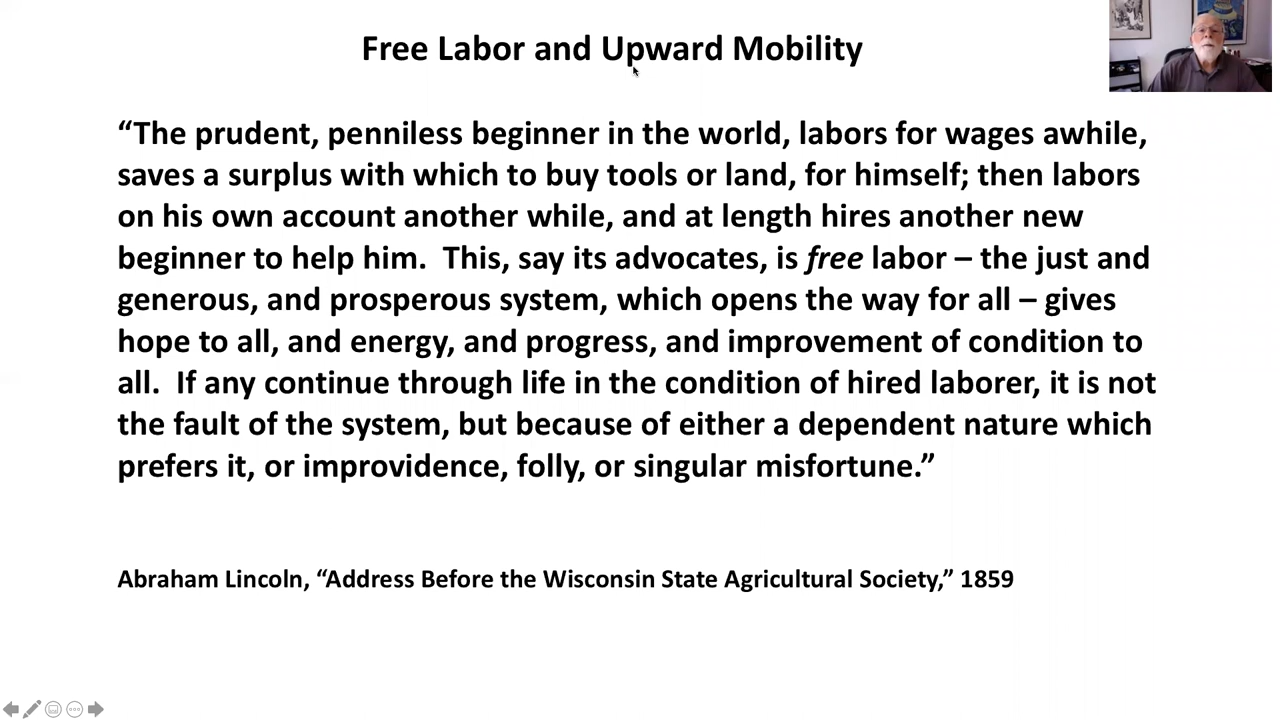 Free Labor and Upward Mobility
“The prudent, penniless beginner in the world, labors for wages awhile,
saves a surplus with which to buy tools or land, for himself; then labors
on his own account another while, and at length hires another new
beginner to help him.  This, say its advocates, is free labor – the just and
generous, and prosperous system, which opens the way for all – gives
hope to all, and energy, and progress, and improvement of condition to
all.  If any continue through life in the condition of hired laborer, it is not
the fault of the system, but because of either a dependent nature which
prefers it, or improvidence, folly, or singular misfortune.”
Abraham Lincoln, “Address Before the Wisconsin State Agricultural Society,” 1859